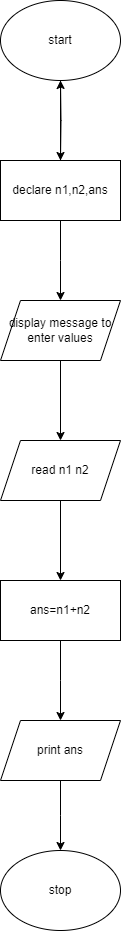 start
declare n1,n2,ans
display message to
enter values
read n1 n2
ans=n1+n2
print ans
stop